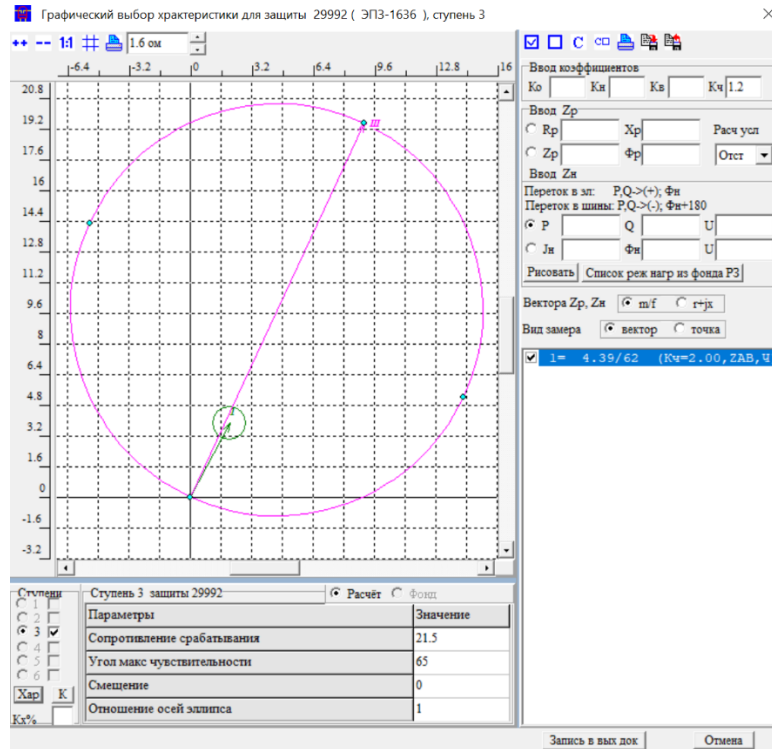 Графический выбор храктеристики для защиты 29992 ( ЭПЗ-1636 ), ступень 3
++ -- 1:1 1.6 ом
-6.4 -3.2 0 3.2 6.4 9.6 12.8 16
20.8
19.2
17.6
16
14.4
12.8
11.2
9.6
8
6.4
4.8
3.2
1.6
0
-1.6
-3.2
III
C
Ввод коэффициентов
Ко Кн Кв Кч 1.2
Ввод Zр
Rр Хр Расч усл
Zр Фр Отст
Ввод Zн
Переток в эл: P,Q->(+); Фн
Переток в шины: P,Q->(-); Фн+180
P Q U
Jн Фн U
Рисовать Список реж нагр из фонда РЗ
Вектора Zр, Zн m/f r+jx
Вид замера вектор точка
1= 4.39/62 (Кч=2.00,ZAB,Ч
Ступени
1
2
3
4
5
6
Хар К
Кх%
Ступень 3 защиты 29992 Расчёт Фонд
Параметры Значение
Сопротивление срабатывания 21.5
Угол макс чувствительности 65
Смещение 0
Отношение осей эллипса 1
Запись в вых док Отмена